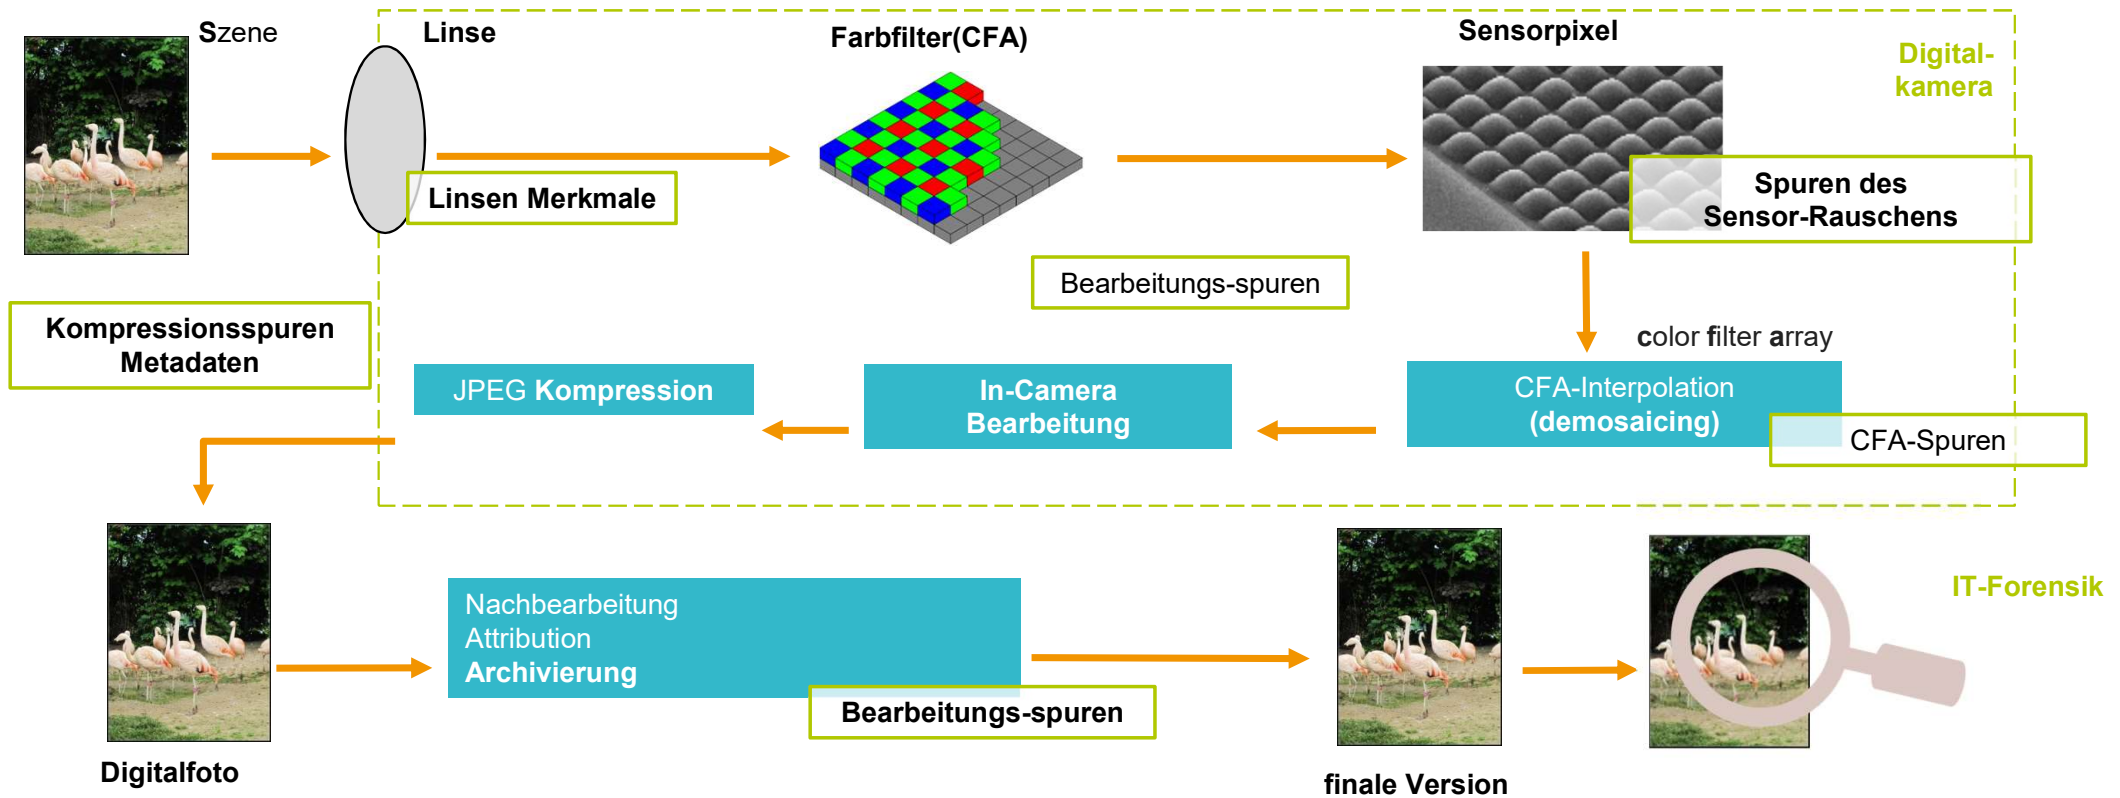 Szene
Linse
Farbfilter(CFA)
Sensorpixel
Digital-
kamera
Linsen Merkmale
Spuren des
Sensor-Rauschens
Bearbeitungs-spuren
Kompressionsspuren
Metadaten
color filter array
JPEG Kompression
In-Camera
Bearbeitung
CFA-Interpolation
(demosaicing)
CFA-Spuren
Nachbearbeitung
Attribution
Archivierung
Bearbeitungs-spuren
IT-Forensik
Digitalfoto
finale Version